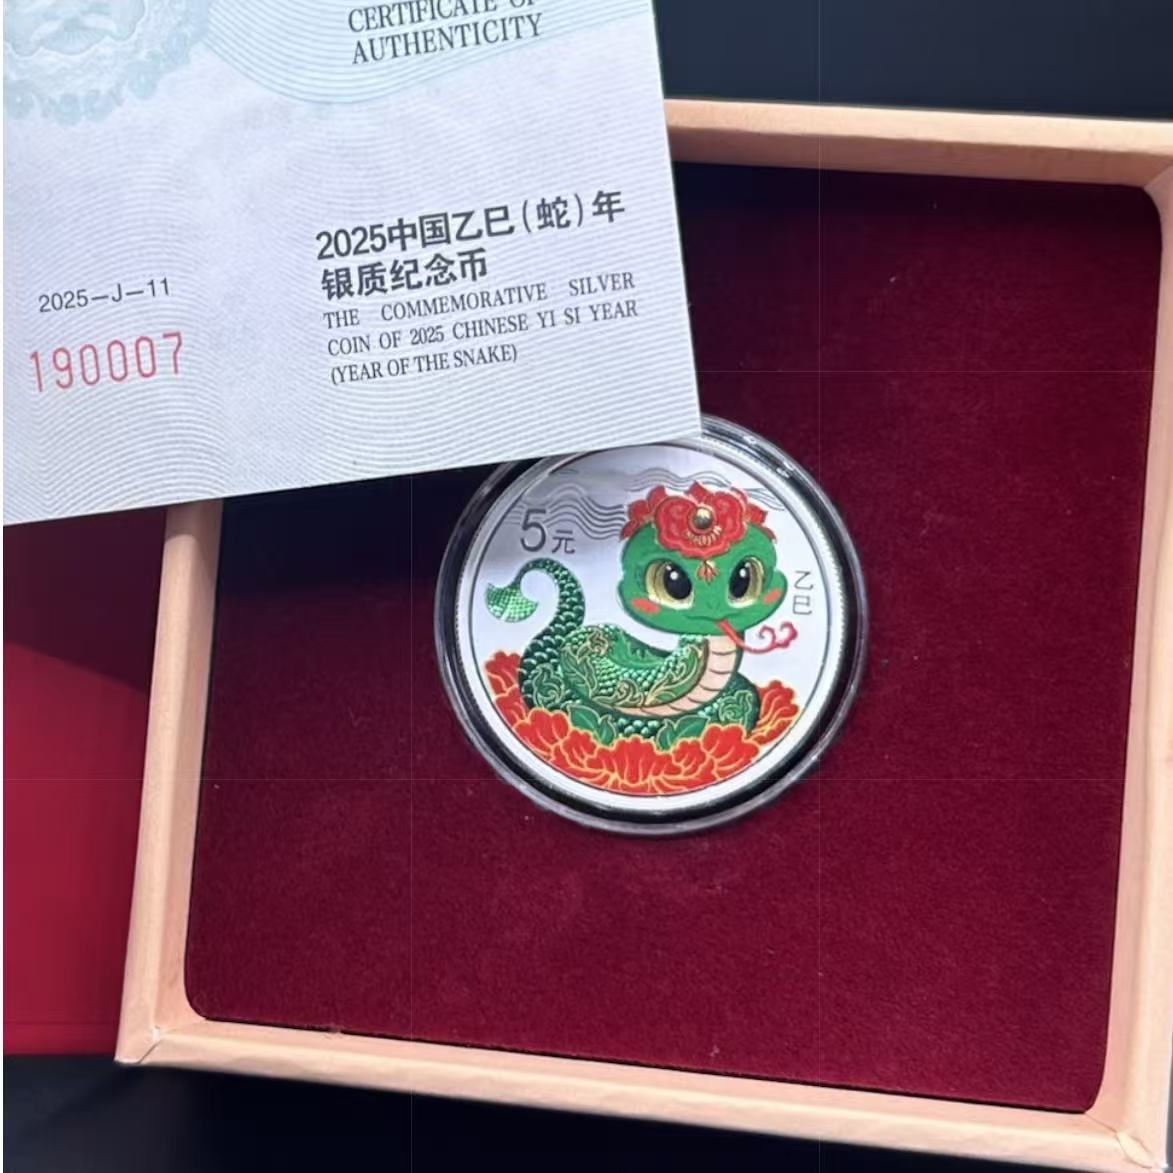 CERTIFICATE OF
AUTHENTICITY
2025中国乙巳(蛇)年
银质纪念币
2025-J-11
THE COMMEMORATIVE SILVER
COIN OF 2025 CHINESE YI SI YEAR
(YEAR OF THE SNAKE)
190007
5元
乙巳